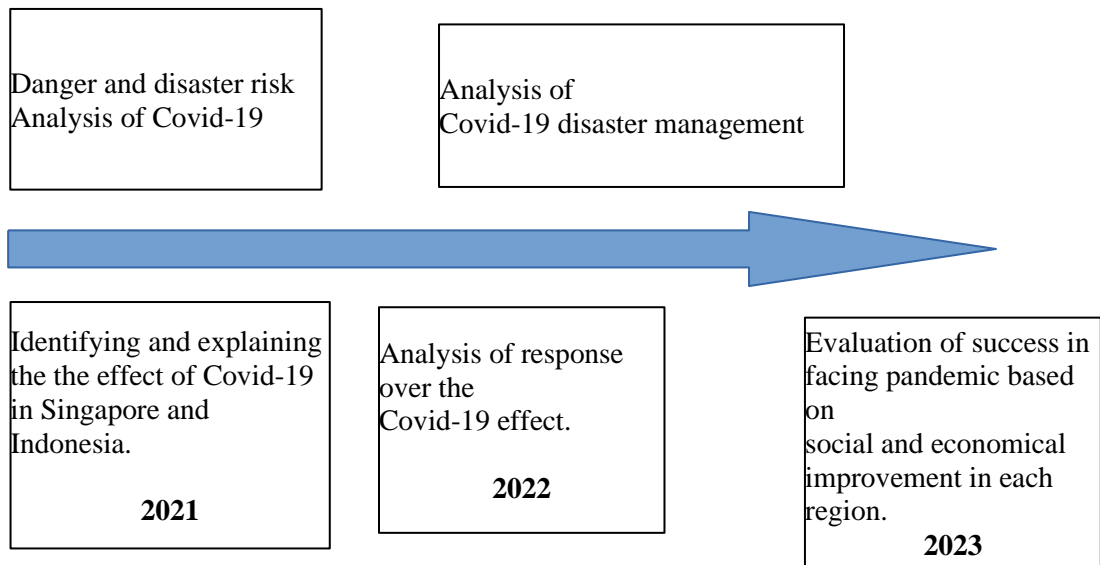 Danger and disaster risk
Analysis of Covid-19
Analysis of
Covid-19 disaster management
Identifying and explaining
the the effect of Covid-19
in Singapore and
Indonesia.
2021
Analysis of response
over the
Covid-19 effect.
2022
Evaluation of success in
facing pandemic based
on
social and economical
improvement in each
region.
2023